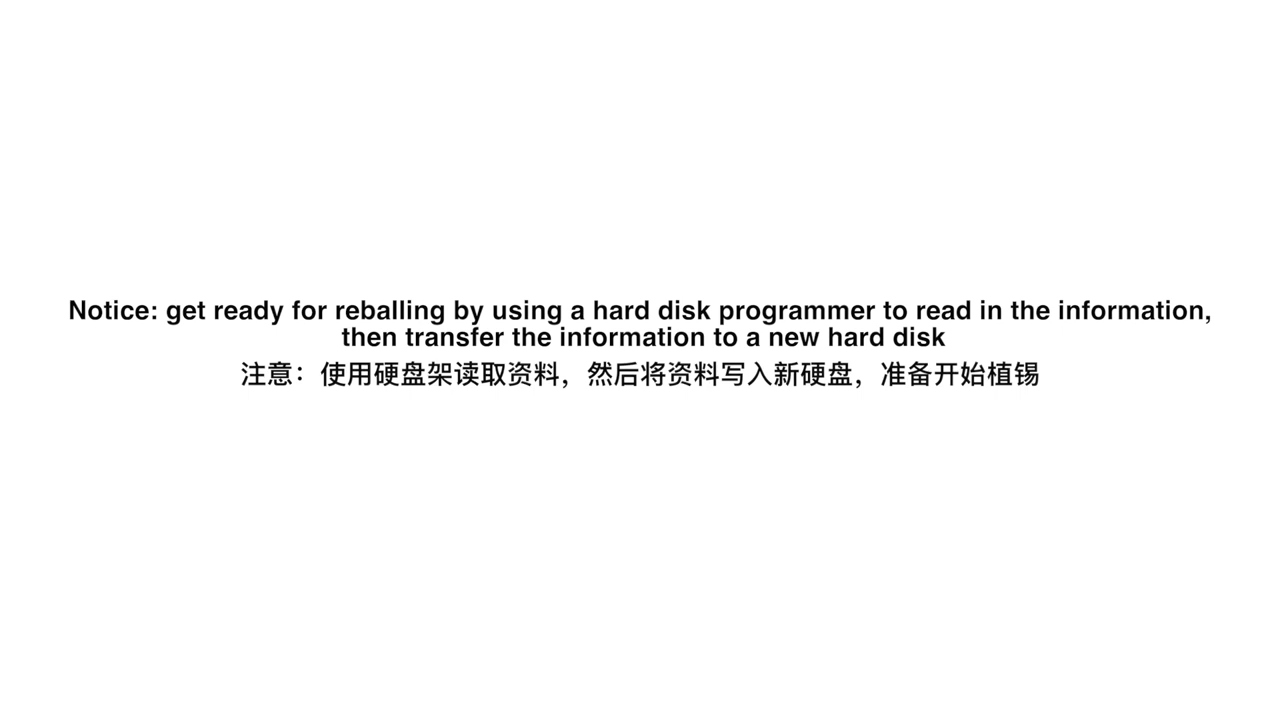 Notice: get ready for reballing by using a hard disk programmer to read in the information,
then transfer the information to a new hard disk
注意：使用硬盘架读取资料，然后将资料写入新硬盘，准备开始植锡